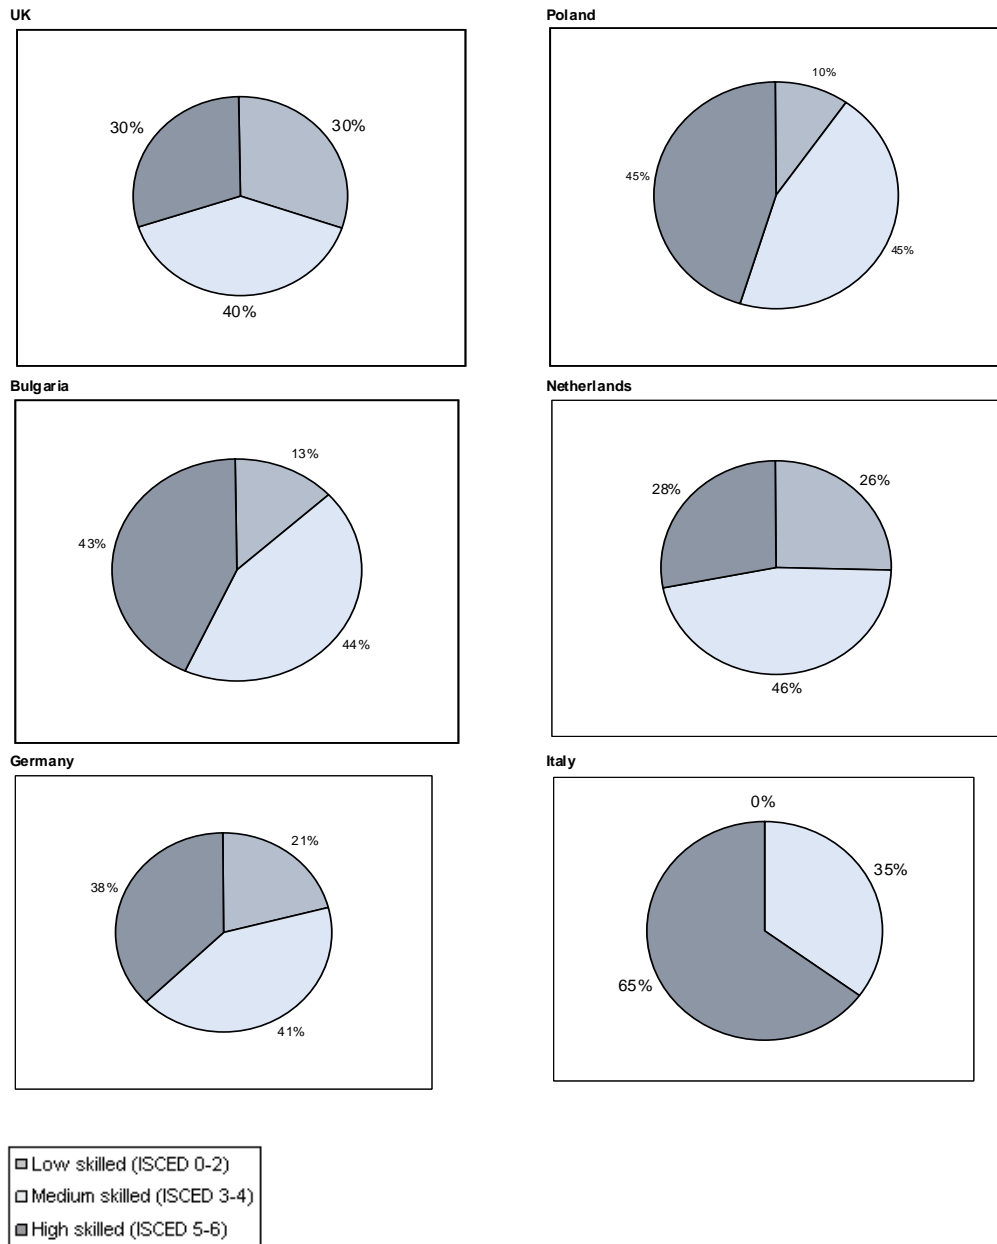 UK
Poland
30%
30%
40%
10%
45%
45%
Bulgaria
Netherlands
13%
43%
44%
26%
28%
46%
Germany
Italy
21%
38%
41%
0%
35%
65%
Low skilled (ISCED 0-2)
Medium skilled (ISCED 3-4)
High skilled (ISCED 5-6)